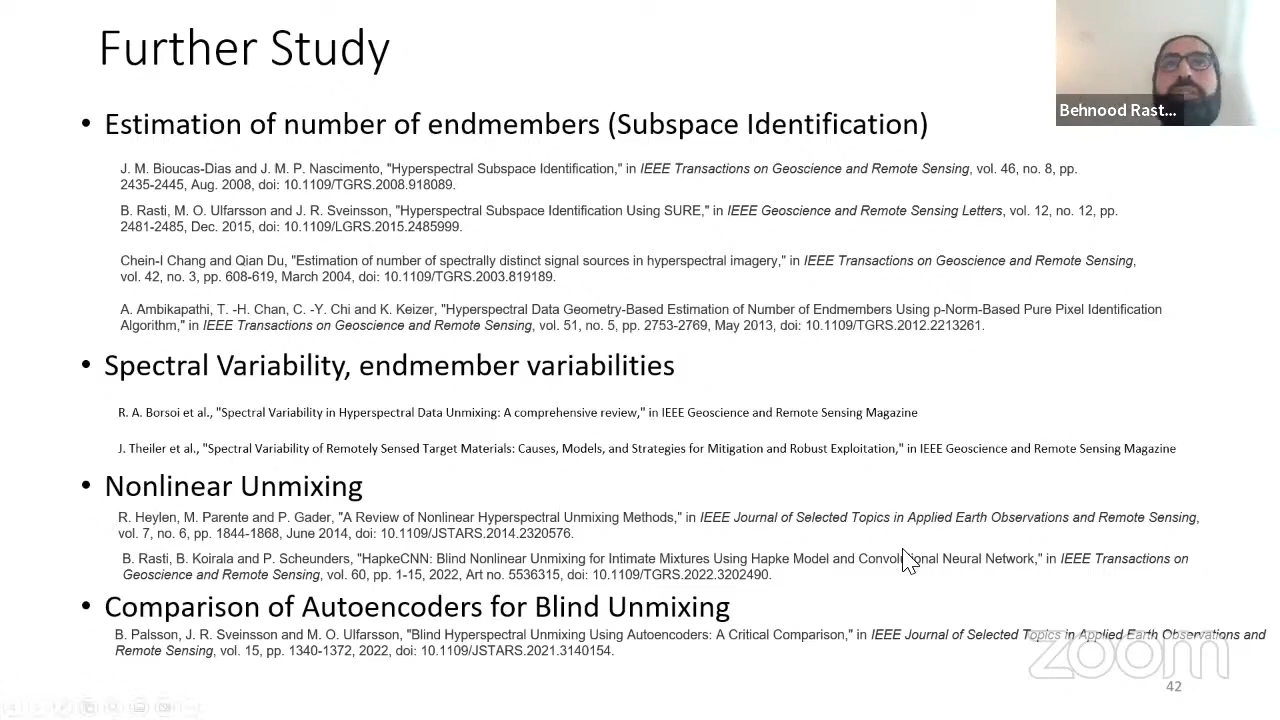 Further Study
Behnood Rast...
• Estimation of number of endmembers (Subspace Identification)
J. M. Bioucas-Dias and J. M. P. Nascimento, "Hyperspectral Subspace Identification," in IEEE Transactions on Geoscience and Remote Sensing, vol. 46, no. 8, pp.
2435-2445, Aug. 2008, doi: 10.1109/TGRS.2008.918089.
B. Rasti, M. O. Ulfarsson and J. R. Sveinsson, "Hyperspectral Subspace Identification Using SURE," in IEEE Geoscience and Remote Sensing Letters, vol. 12, no. 12, pp.
2481-2485, Dec. 2015, doi: 10.1109/LGRS.2015.2485999.
Chein-I Chang and Qian Du, "Estimation of number of spectrally distinct signal sources in hyperspectral imagery," in IEEE Transactions on Geoscience and Remote Sensing,
vol. 42, no. 3, pp. 608-619, March 2004, doi: 10.1109/TGRS.2003.819189.
A. Ambikapathi, T. -H. Chan, C. -Y. Chi and K. Keizer, "Hyperspectral Data Geometry-Based Estimation of Number of Endmembers Using p-Norm-Based Pure Pixel Identification
Algorithm," in IEEE Transactions on Geoscience and Remote Sensing, vol. 51, no. 5, pp. 2753-2769, May 2013, doi: 10.1109/TGRS.2012.2213261.
• Spectral Variability, endmember variabilities
R. A. Borsoi et al., "Spectral Variability in Hyperspectral Data Unmixing: A comprehensive review," in IEEE Geoscience and Remote Sensing Magazine
J. Theiler et al., "Spectral Variability of Remotely Sensed Target Materials: Causes, Models, and Strategies for Mitigation and Robust Exploitation," in IEEE Geoscience and Remote Sensing Magazine
• Nonlinear Unmixing
R. Heylen, M. Parente and P. Gader, "A Review of Nonlinear Hyperspectral Unmixing Methods," in IEEE Journal of Selected Topics in Applied Earth Observations and Remote Sensing,
vol. 7, no. 6, pp. 1844-1868, June 2014, doi: 10.1109/JSTARS.2014.2320576.
B. Rasti, B. Koirala and P. Scheunders, "HapkeCNN: Blind Nonlinear Unmixing for Intimate Mixtures Using Hapke Model and Convolutional Neural Network," in IEEE Transactions on
Geoscience and Remote Sensing, vol. 60, pp. 1-15, 2022, Art no. 5536315, doi: 10.1109/TGRS.2022.3202490.
• Comparison of Autoencoders for Blind Unmixing
B. Palsson, J. R. Sveinsson and M. O. Ulfarsson, "Blind Hyperspectral Unmixing Using Autoencoders: A Critical Comparison," in IEEE Journal of Selected Topics in Applied Earth Observations and
Remote Sensing, vol. 15, pp. 1340-1372, 2022, doi: 10.1109/JSTARS.2021.3140154.
zoom
42